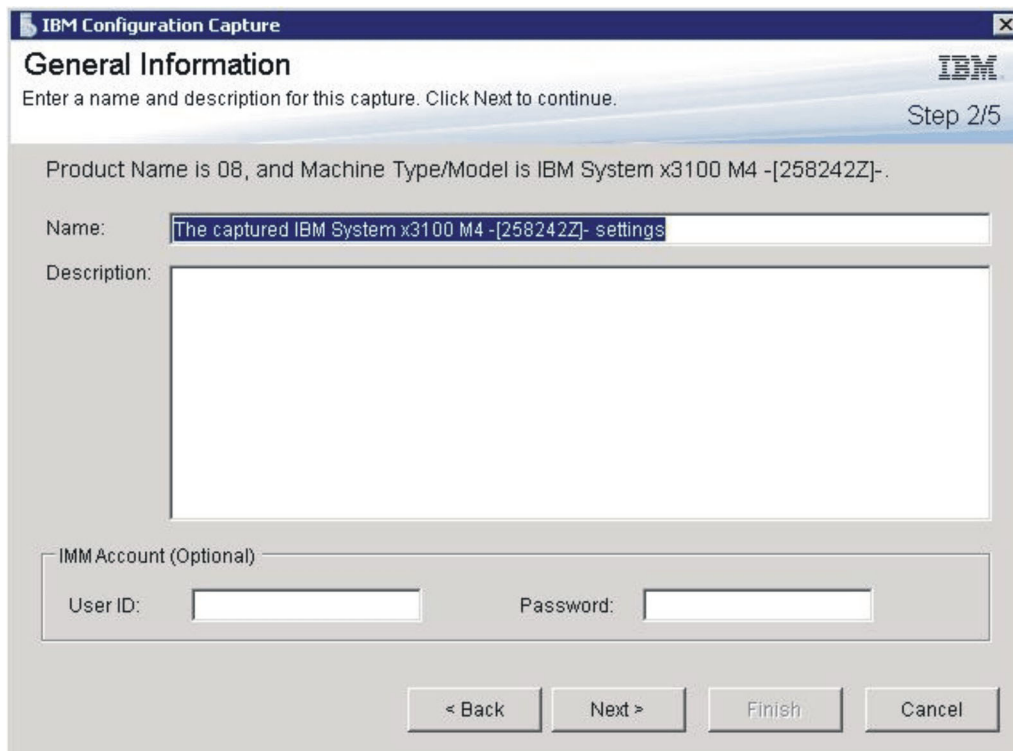 IBM Configuration Capture
General Information
IBM
Enter a name and description for this capture. Click Next to continue.
Step 2/5
Product Name is 08, and Machine Type/Model is IBM System x3100 M4 -[258242Z]-.
Name:
The captured IBM System x3100 M4 -[258242Z]- settings
Description:
IMM Account (Optional)
User ID:
Password:
< Back
Next >
Finish
Cancel